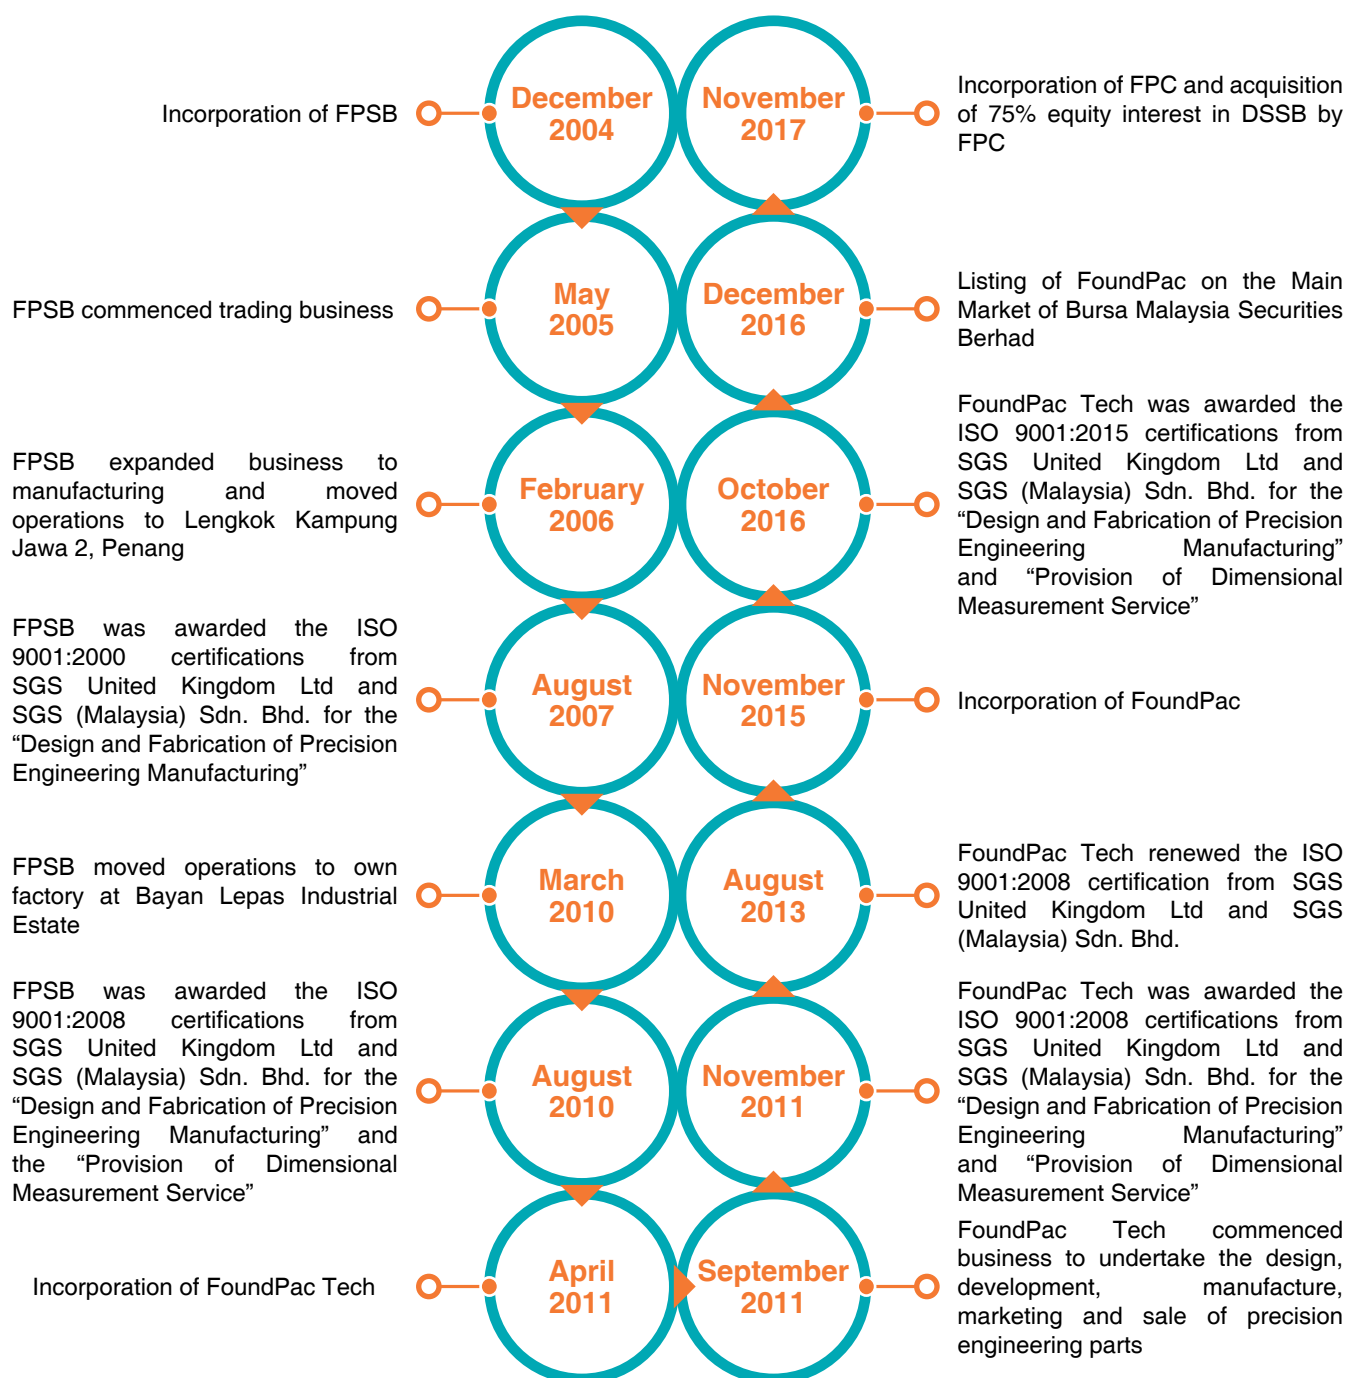 Incorporation of FPSB
December
2004
FPSB commenced trading business
May
2005
FPSB expanded business to
manufacturing and moved
operations to Lengkok Kampung
Jawa 2, Penang
February
2006
FPSB was awarded the ISO
9001:2000 certifications from
SGS United Kingdom Ltd and
SGS (Malaysia) Sdn. Bhd. for the
“Design and Fabrication of Precision
Engineering Manufacturing”
August
2007
FPSB moved operations to own
factory at Bayan Lepas Industrial
Estate
March
2010
FPSB was awarded the ISO
9001:2008 certifications from
SGS United Kingdom Ltd and
SGS (Malaysia) Sdn. Bhd. for the
“Design and Fabrication of Precision
Engineering Manufacturing” and
the “Provision of Dimensional
Measurement Service”
August
2010
Incorporation of FoundPac Tech
April
2011
September
2011
FoundPac Tech commenced
business to undertake the design,
development, manufacture,
marketing and sale of precision
engineering parts
November
2011
FoundPac Tech was awarded the
ISO 9001:2008 certifications from
SGS United Kingdom Ltd and
SGS (Malaysia) Sdn. Bhd. for the
“Design and Fabrication of Precision
Engineering Manufacturing”
and “Provision of Dimensional
Measurement Service”
August
2013
FoundPac Tech renewed the ISO
9001:2008 certification from SGS
United Kingdom Ltd and SGS
(Malaysia) Sdn. Bhd.
November
2015
Incorporation of FoundPac
October
2016
FoundPac Tech was awarded the
ISO 9001:2015 certifications from
SGS United Kingdom Ltd and
SGS (Malaysia) Sdn. Bhd. for the
“Design and Fabrication of Precision
Engineering Manufacturing”
and “Provision of Dimensional
Measurement Service”
December
2016
Listing of FoundPac on the Main
Market of Bursa Malaysia Securities
Berhad
November
2017
Incorporation of FPC and acquisition
of 75% equity interest in DSSB by
FPC